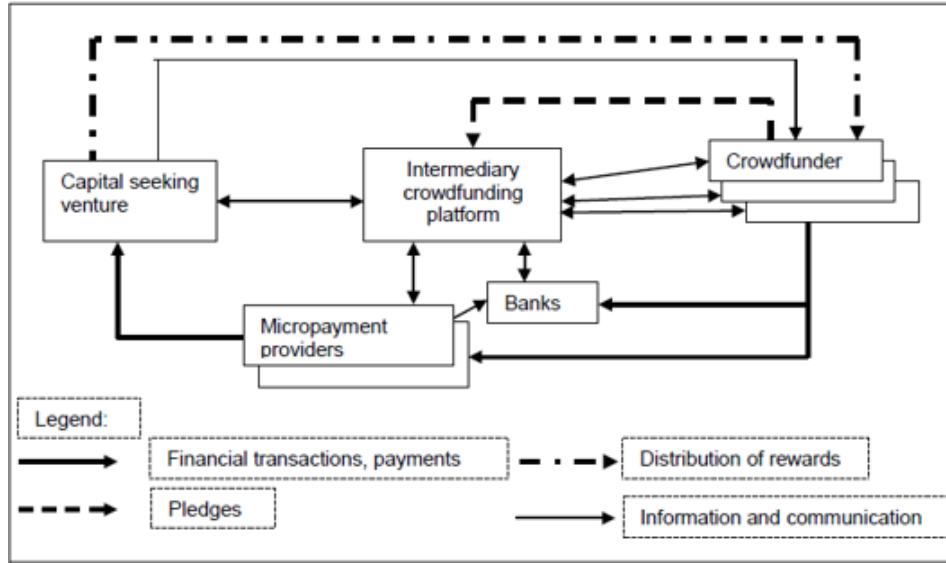 Capital seeking
venture
Intermediary
crowdfunding
platform
Crowdfunder
Banks
Micropayment
providers
Legend:
Financial transactions, payments
Distribution of rewards
Pledges
Information and communication